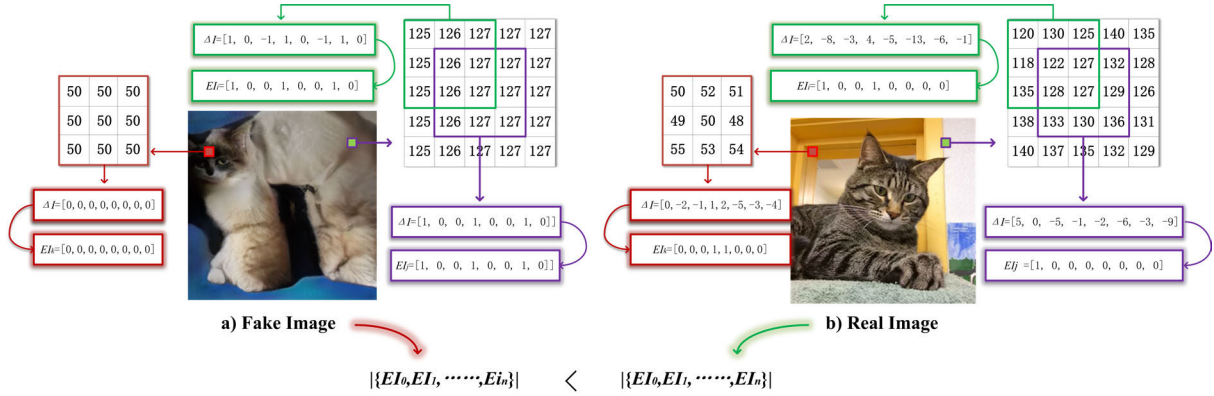 ΔI=[1, 0, -1, 1, 0, -1, 1, 0]
EIi=[1, 0, 0, 1, 0, 0, 1, 0]
125 126 127 127 127
125 126 127 127 127
125 126 127 127 127
125 126 127 127 127
125 126 127 127 127
50 50 50
50 50 50
50 50 50
ΔI=[0,0,0,0,0,0,0,0]
EIk=[0,0,0,0,0,0,0,0]
ΔI=[1, 0, 0, 1, 0, 0, 1, 0]]
EIj=[1, 0, 0, 1, 0, 0, 1, 0]]
a) Fake Image
ΔI=[2, -8, -3, 4, -5, -13, -6, -1]
EIi=[1, 0, 0, 1, 0, 0, 0, 0]
120 130 125 140 135
118 122 127 132 128
135 128 127 129 126
138 133 130 136 131
140 137 135 132 129
50 52 51
49 50 48
55 53 54
ΔI=[0,-2,-1,1,2,-5,-3,-4]
EIk=[0,0,0,1,1,0,0,0]
ΔI=[5, 0, -5, -1, -2, -6, -3, -9]
EIj =[1, 0, 0, 0, 0, 0, 0, 0]
b) Real Image
|{EI0,EI1,······,Ein}| < |{EI0,EI1,······,EIn}|